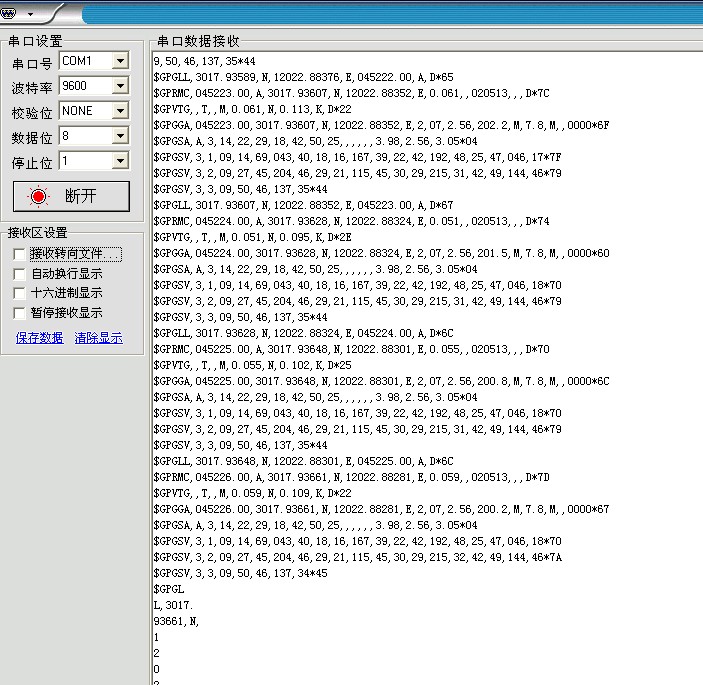 串口设置
串口号 COM1
波特率 9600
校验位 NONE
数据位 8
停止位 1
断开
接收区设置
接收转向文件...
自动换行显示
十六进制显示
暂停接收显示
保存数据 清除显示
串口数据接收
9,50,46,137,35*44
$GPGLL,3017.93589,N,12022.88376,E,045222.00,A,D*65
$GPRMC,045223.00,A,3017.93607,N,12022.88352,E,0.061,,020513,,,D*7C
$GPVTG,,T,,M,0.061,N,0.113,K,D*22
$GPGGA,045223.00,3017.93607,N,12022.88352,E,2,07,2.56,202.2,M,7.8,M,,0000*6F
$GPGSA,A,3,14,22,29,18,42,50,25,,,,,,3.98,2.56,3.05*04
$GPGSV,3,1,09,14,69,043,40,18,16,167,39,22,42,192,48,25,47,046,17*7F
$GPGSV,3,2,09,27,45,204,46,29,21,115,45,30,29,215,31,42,49,144,46*79
$GPGSV,3,3,09,50,46,137,35*44
$GPGLL,3017.93607,N,12022.88352,E,045223.00,A,D*67
$GPRMC,045224.00,A,3017.93628,N,12022.88324,E,0.051,,020513,,,D*74
$GPVTG,,T,,M,0.051,N,0.095,K,D*2E
$GPGGA,045224.00,3017.93628,N,12022.88324,E,2,07,2.56,201.5,M,7.8,M,,0000*60
$GPGSA,A,3,14,22,29,18,42,50,25,,,,,,3.98,2.56,3.05*04
$GPGSV,3,1,09,14,69,043,40,18,16,167,39,22,42,192,48,25,47,046,18*70
$GPGSV,3,2,09,27,45,204,46,29,21,115,45,30,29,215,31,42,49,144,46*79
$GPGSV,3,3,09,50,46,137,35*44
$GPGLL,3017.93628,N,12022.88324,E,045224.00,A,D*6C
$GPRMC,045225.00,A,3017.93648,N,12022.88301,E,0.055,,020513,,,D*70
$GPVTG,,T,,M,0.055,N,0.102,K,D*25
$GPGGA,045225.00,3017.93648,N,12022.88301,E,2,07,2.56,200.8,M,7.8,M,,0000*6C
$GPGSA,A,3,14,22,29,18,42,50,25,,,,,,3.98,2.56,3.05*04
$GPGSV,3,1,09,14,69,043,40,18,16,167,39,22,42,192,48,25,47,046,18*70
$GPGSV,3,2,09,27,45,204,46,29,21,115,45,30,29,215,31,42,49,144,46*79
$GPGSV,3,3,09,50,46,137,35*44
$GPGLL,3017.93648,N,12022.88301,E,045225.00,A,D*6C
$GPRMC,045226.00,A,3017.93661,N,12022.88281,E,0.059,,020513,,,D*7D
$GPVTG,,T,,M,0.059,N,0.109,K,D*22
$GPGGA,045226.00,3017.93661,N,12022.88281,E,2,07,2.56,200.2,M,7.8,M,,0000*67
$GPGSA,A,3,14,22,29,18,42,50,25,,,,,,3.98,2.56,3.05*04
$GPGSV,3,1,09,14,69,043,40,18,16,167,39,22,42,192,48,25,47,046,18*70
$GPGSV,3,2,09,27,45,204,46,29,21,115,45,30,29,215,32,42,49,144,46*7A
$GPGSV,3,3,09,50,46,137,34*45
$GPGL
L,3017.
93661,N,
1
2
0